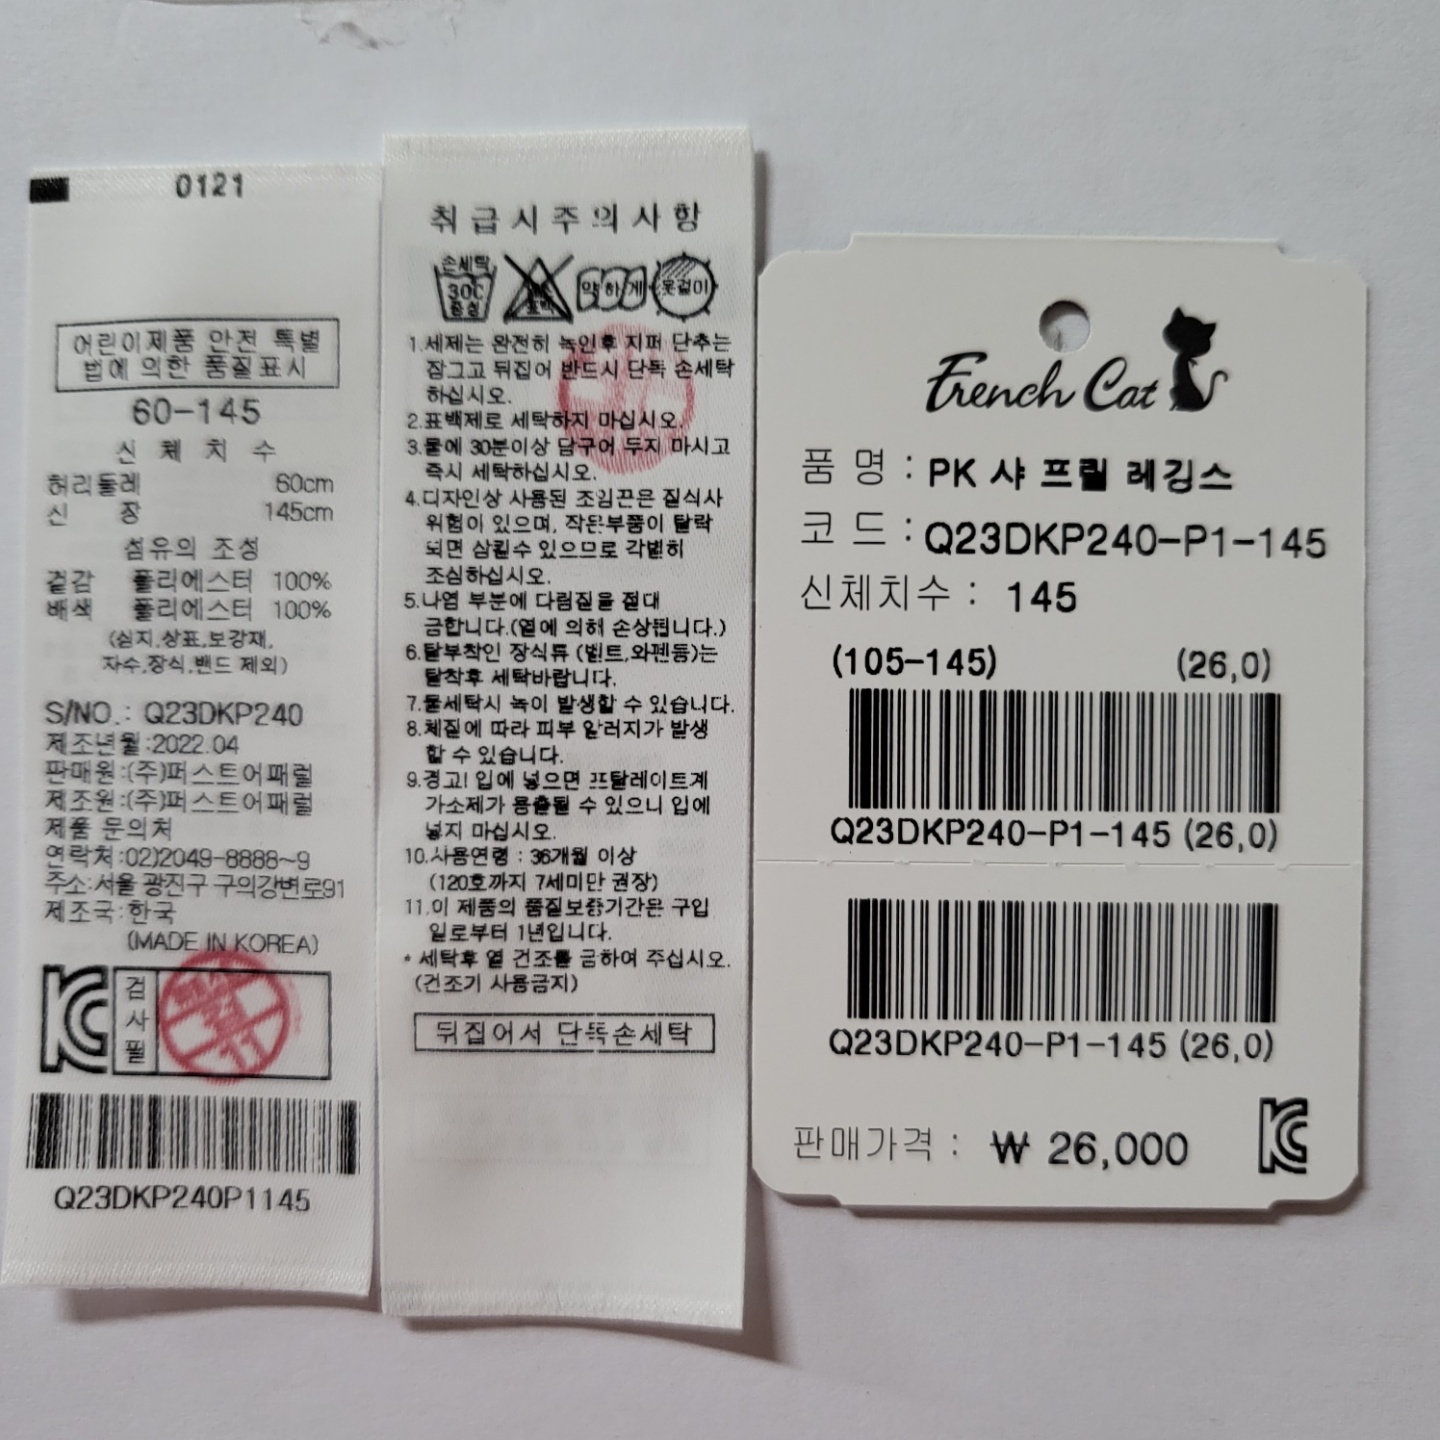 0121
어린이제품 안전 특별
법에 의한 품질표시
60-145
신 체 치 수
허리둘레 60cm
신 장 145cm
섬유의 조성
겉감 폴리에스터 100%
배색 폴리에스터 100%
(심지,상표,보강재,
자수,장식,밴드 제외)
S/NO.: Q23DKP240
제조년월:2022.04
판매원:(주)퍼스트어패럴
제조원:(주)퍼스트어패럴
제품 문의처
연락처:02)2049-8888~9
주소:서울 광진구 구의강변로91
제조국:한국
(MADE IN KOREA)
검사필
Q23DKP240P1145
취급시주의사항
손세탁
30C
중성
약하게
옷걸이
1.세제는 완전히 녹인후 지퍼 단추는
잠그고 뒤집어 반드시 단독 손세탁
하십시오.
2.표백제로 세탁하지 마십시오.
3.물에 30분이상 담구어 두지 마시고
즉시 세탁하십시오.
4.디자인상 사용된 조임끈은 질식사
위험이 있으며, 작은부품이 탈락
되면 삼킬수 있으므로 각별히
조심하십시오.
5.나염 부분에 다림질을 절대
금합니다.(열에 의해 손상됩니다.)
6.탈부착인 장식류 (벨트,와펜등)는
탈착후 세탁바랍니다.
7.물세탁시 녹이 발생할 수 있습니다.
8.체질에 따라 피부 알러지가 발생
할 수 있습니다.
9.경고! 입에 넣으면 프탈레이트계
가소제가 용출될 수 있으니 입에
넣지 마십시오.
10.사용연령 : 36개월 이상
(120호까지 7세미만 권장)
11.이 제품의 품질보증기간은 구입
일로부터 1년입니다.
* 세탁후 열 건조를 금하여 주십시오.
(건조기 사용금지)
뒤집어서 단독손세탁
French Cat
품 명 : PK 샤 프릴 레깅스
코 드 : Q23DKP240-P1-145
신체치수 : 145
(105-145) (26,0)
Q23DKP240-P1-145 (26,0)
Q23DKP240-P1-145 (26,0)
판매가격 : ₩ 26,000